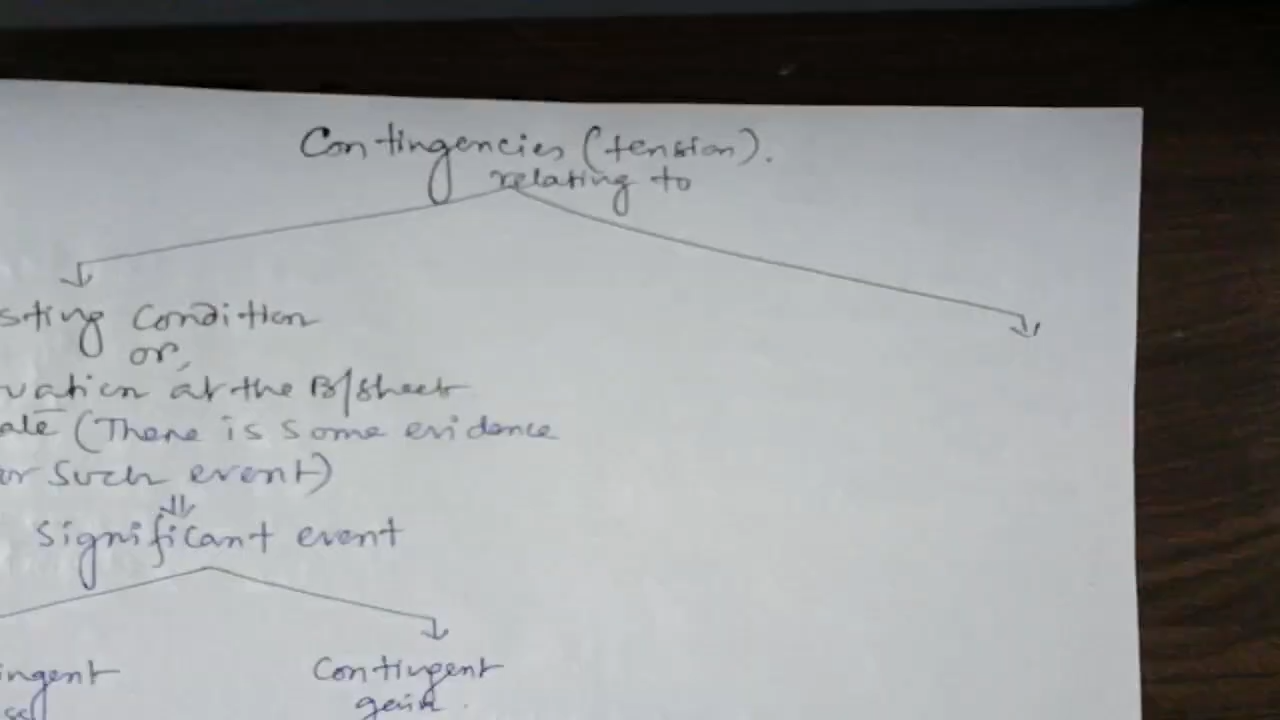 Contingencies (tension).
relating to
sting Condition
or,
uation at the B/Sheet
ate (There is some evidence
or Such event)
Significant event
ingent
Contingent
ss
gain.